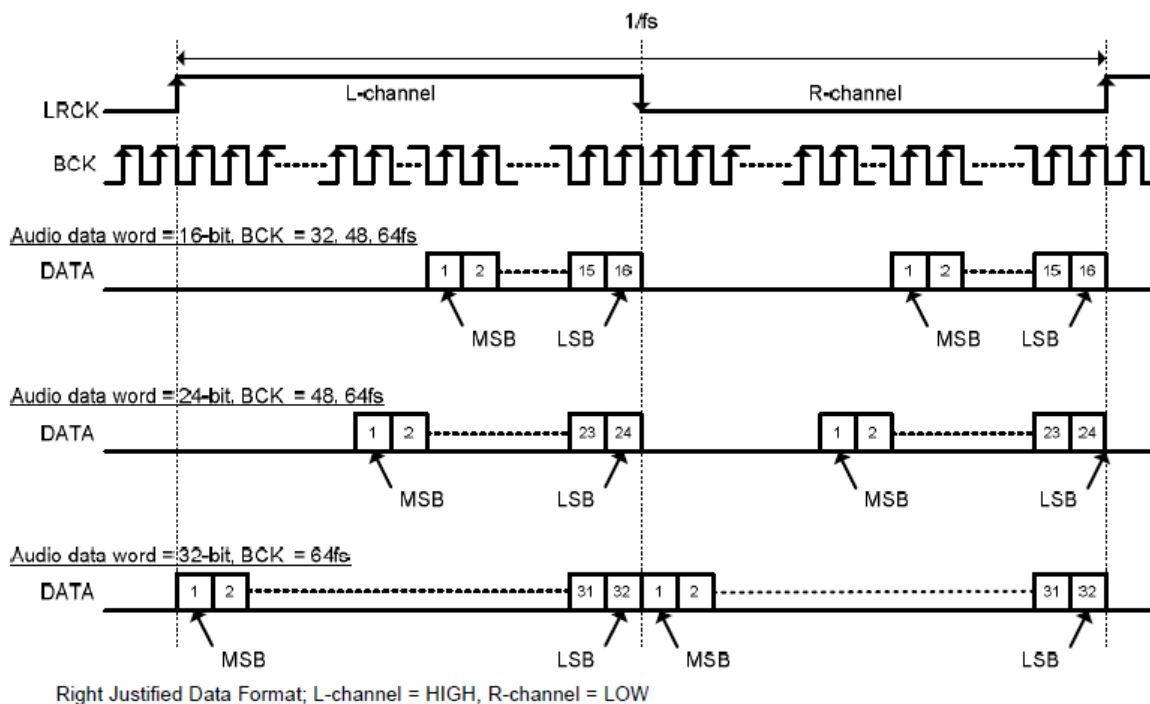 1/fs
L-channel R-channel
LRCK
BCK
Audio data word = 16-bit, BCK = 32, 48, 64fs
DATA 1 2 15 16 1 2 15 16
MSB LSB MSB LSB
Audio data word = 24-bit, BCK = 48, 64fs
DATA 1 2 23 24 1 2 23 24
MSB LSB MSB LSB
Audio data word = 32-bit, BCK = 64fs
DATA 1 2 31 32 1 2 31 32
MSB LSB MSB LSB
Right Justified Data Format; L-channel = HIGH, R-channel = LOW